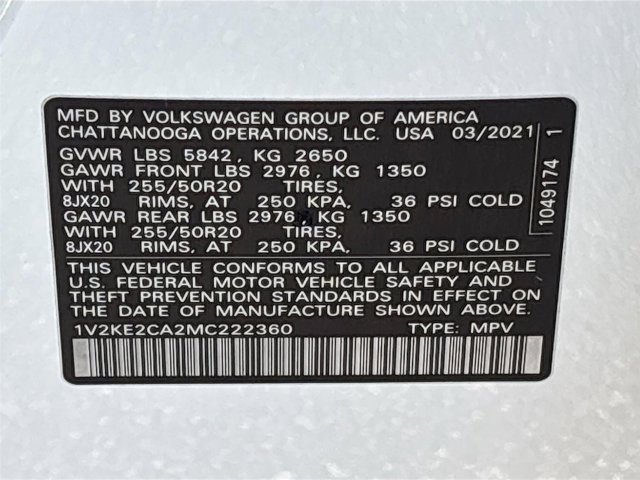 MFD BY VOLKSWAGEN GROUP OF AMERICA
CHATTANOOGA OPERATIONS, LLC. USA 03/2021
GVWR LBS 5842, KG 2650
GAWR FRONT LBS 2976, KG 1350
WITH 255/50R20 TIRES,
8JX20 RIMS, AT 250 KPA, 36 PSI COLD
GAWR REAR LBS 2976, KG 1350
WITH 255/50R20 TIRES,
8JX20 RIMS, AT 250 KPA, 36 PSI COLD
THIS VEHICLE CONFORMS TO ALL APPLICABLE
U.S. FEDERAL MOTOR VEHICLE SAFETY AND
THEFT PREVENTION STANDARDS IN EFFECT ON
THE DATE OF MANUFACTURE SHOWN ABOVE.
1V2KE2CA2MC222360 TYPE: MPV
1049174 1